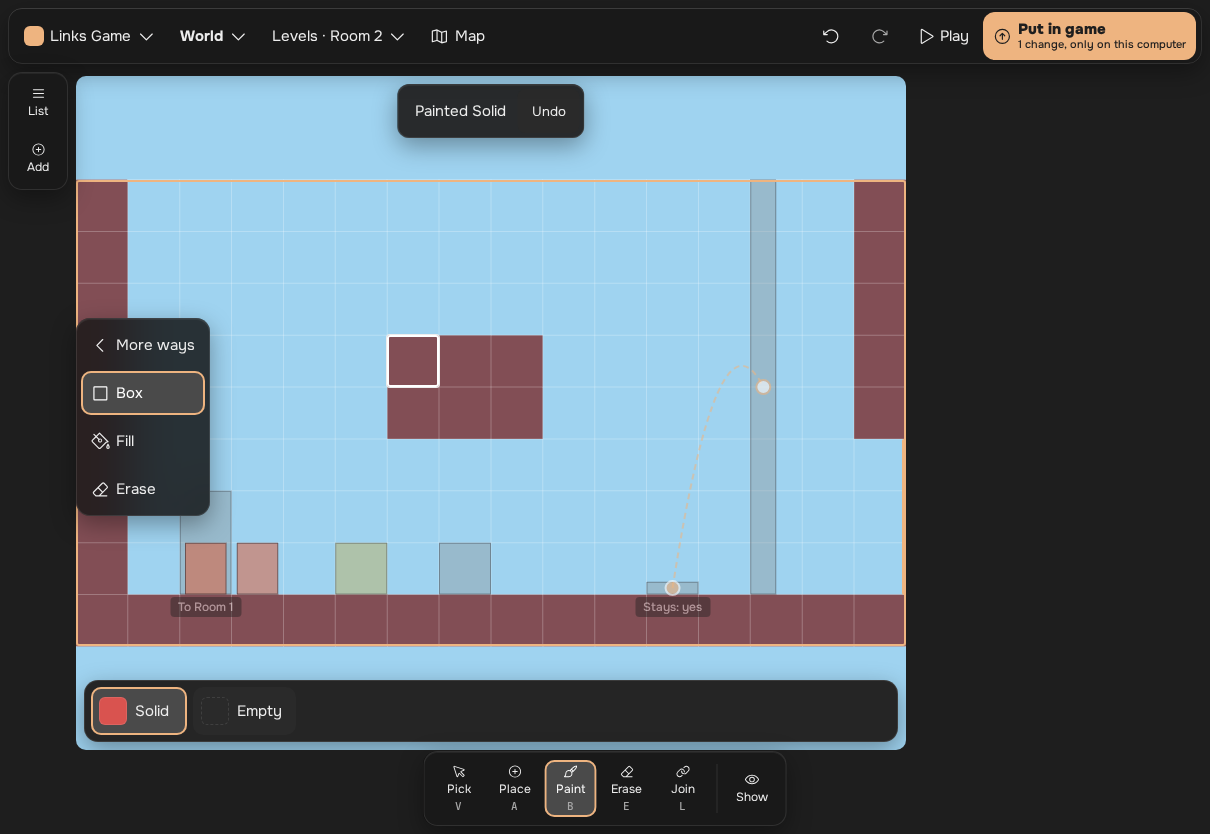 Links Game
World
Levels · Room 2
Map
Play
Put in game
1 change, only on this computer
List
Add
Painted Solid
Undo
More ways
Box
Fill
Erase
To Room 1
Stays: yes
Solid
Empty
Pick
V
Place
A
Paint
B
Erase
E
Join
L
Show